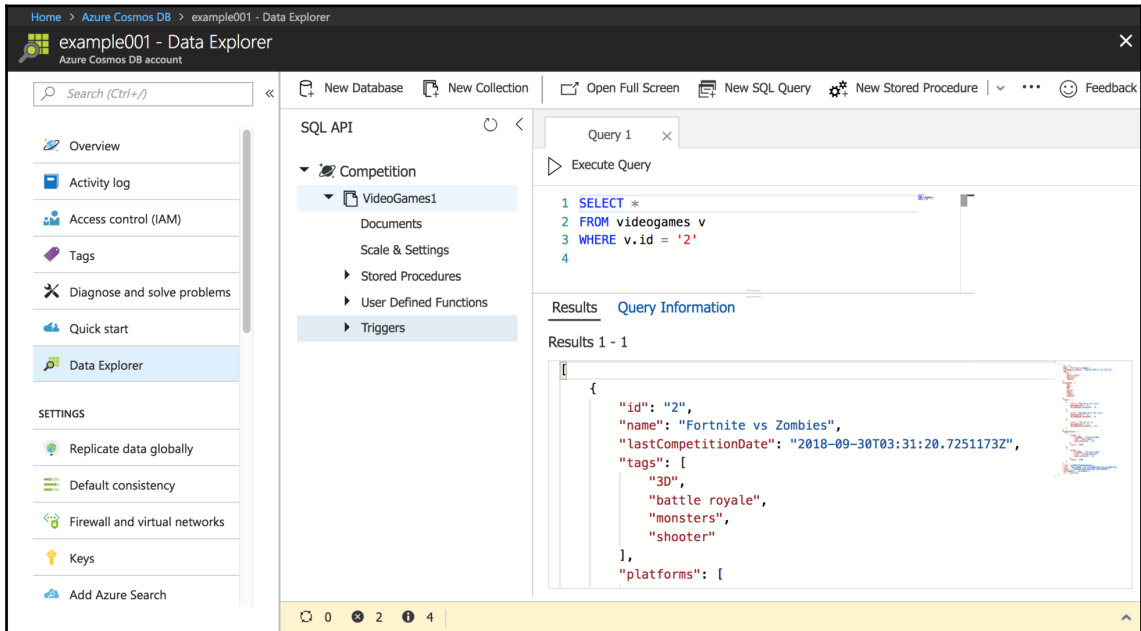 Home > Azure Cosmos DB > example001 - Data Explorer
example001 - Data Explorer
Azure Cosmos DB account
Search (Ctrl+/)
Overview
Activity log
Access control (IAM)
Tags
Diagnose and solve problems
Quick start
Data Explorer
SETTINGS
Replicate data globally
Default consistency
Firewall and virtual networks
Keys
Add Azure Search
New Database
New Collection
Open Full Screen
New SQL Query
New Stored Procedure
Feedback
SQL API
Competition
VideoGames1
Documents
Scale & Settings
Stored Procedures
User Defined Functions
Triggers
Query 1
Execute Query
1 SELECT *
2 FROM videogames v
3 WHERE v.id = '2'
4
Results Query Information
Results 1 - 1
[
{
"id": "2",
"name": "Fortnite vs Zombies",
"lastCompetitionDate": "2018-09-30T03:31:20.7251173Z",
"tags": [
"3D",
"battle royale",
"monsters",
"shooter"
],
"platforms": [
0 2 4